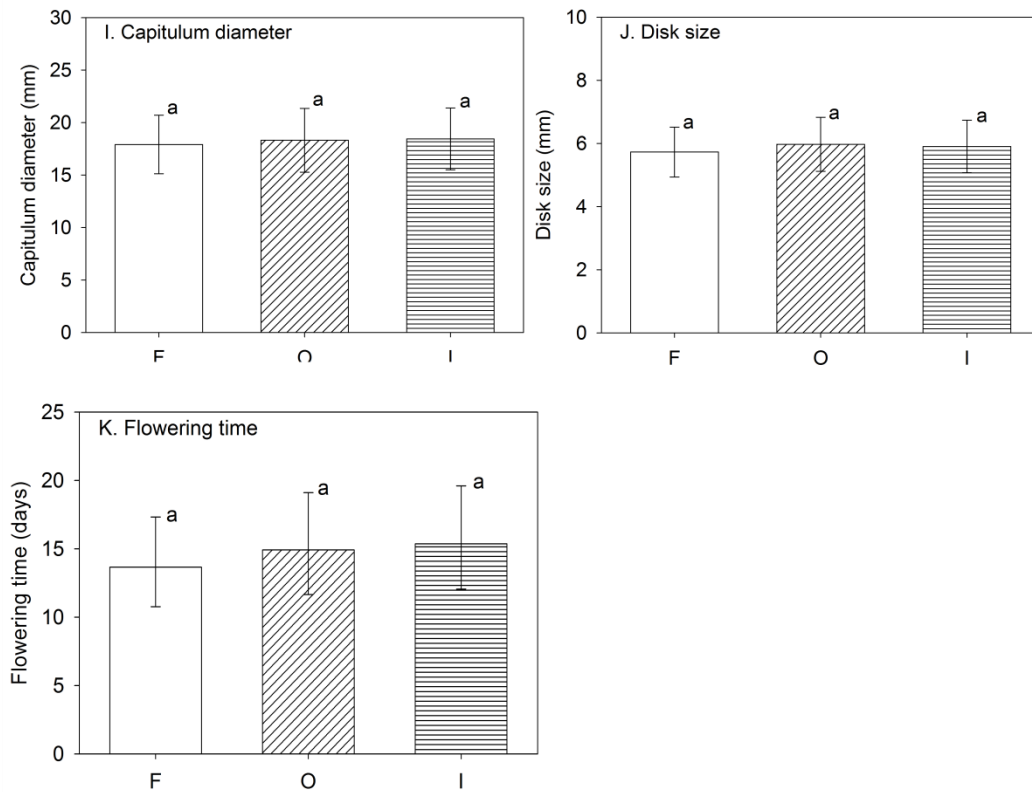 I. Capitulum diameter
Capitulum diameter (mm)
30
25
20
15
10
5
0
a
a
a
F
O
I
J. Disk size
Disk size (mm)
10
8
6
4
2
0
a
a
a
F
O
I
K. Flowering time
Flowering time (days)
25
20
15
10
5
0
a
a
a
F
O
I